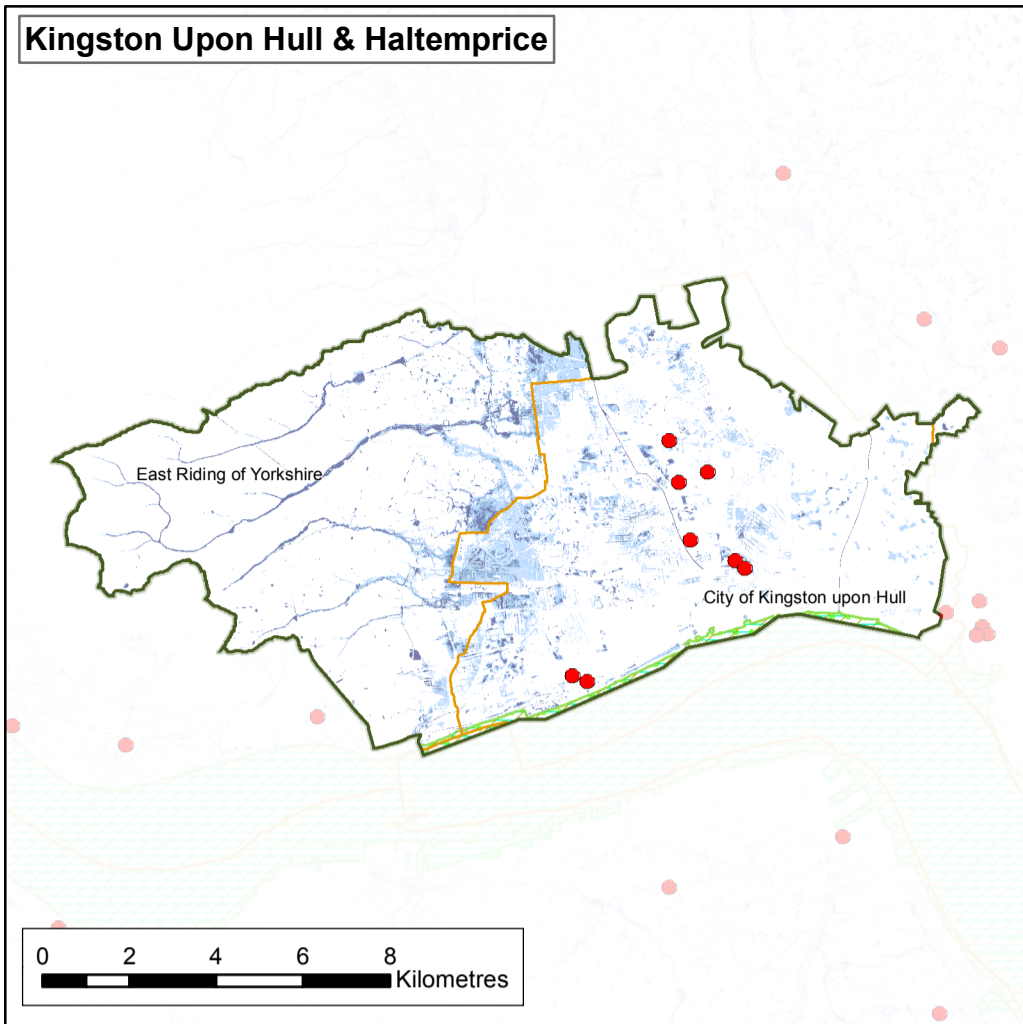 Kingston Upon Hull & Haltemprice
East Riding of Yorkshire
City of Kingston upon Hull
0 2 4 6 8
Kilometres